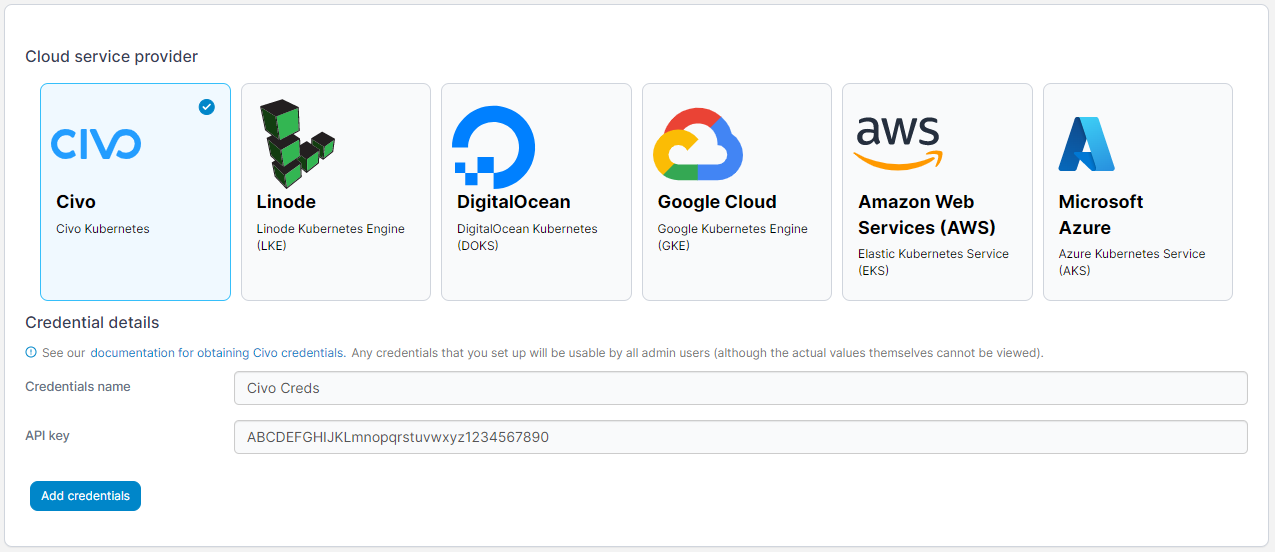 Cloud service provider
CIVO
Civo
Civo Kubernetes
Linode
Linode Kubernetes Engine
(LKE)
DigitalOcean
DigitalOcean Kubernetes
(DOKS)
Google Cloud
Google Kubernetes Engine
(GKE)
aws
Amazon Web
Services (AWS)
Elastic Kubernetes Service
(EKS)
Microsoft
Azure
Azure Kubernetes Service
(AKS)
Credential details
See our documentation for obtaining Civo credentials. Any credentials that you set up will be usable by all admin users (although the actual values themselves cannot be viewed).
Credentials name
Civo Creds
API key
ABCDEFGHIJKLmnopqrstuvwxyz1234567890
Add credentials